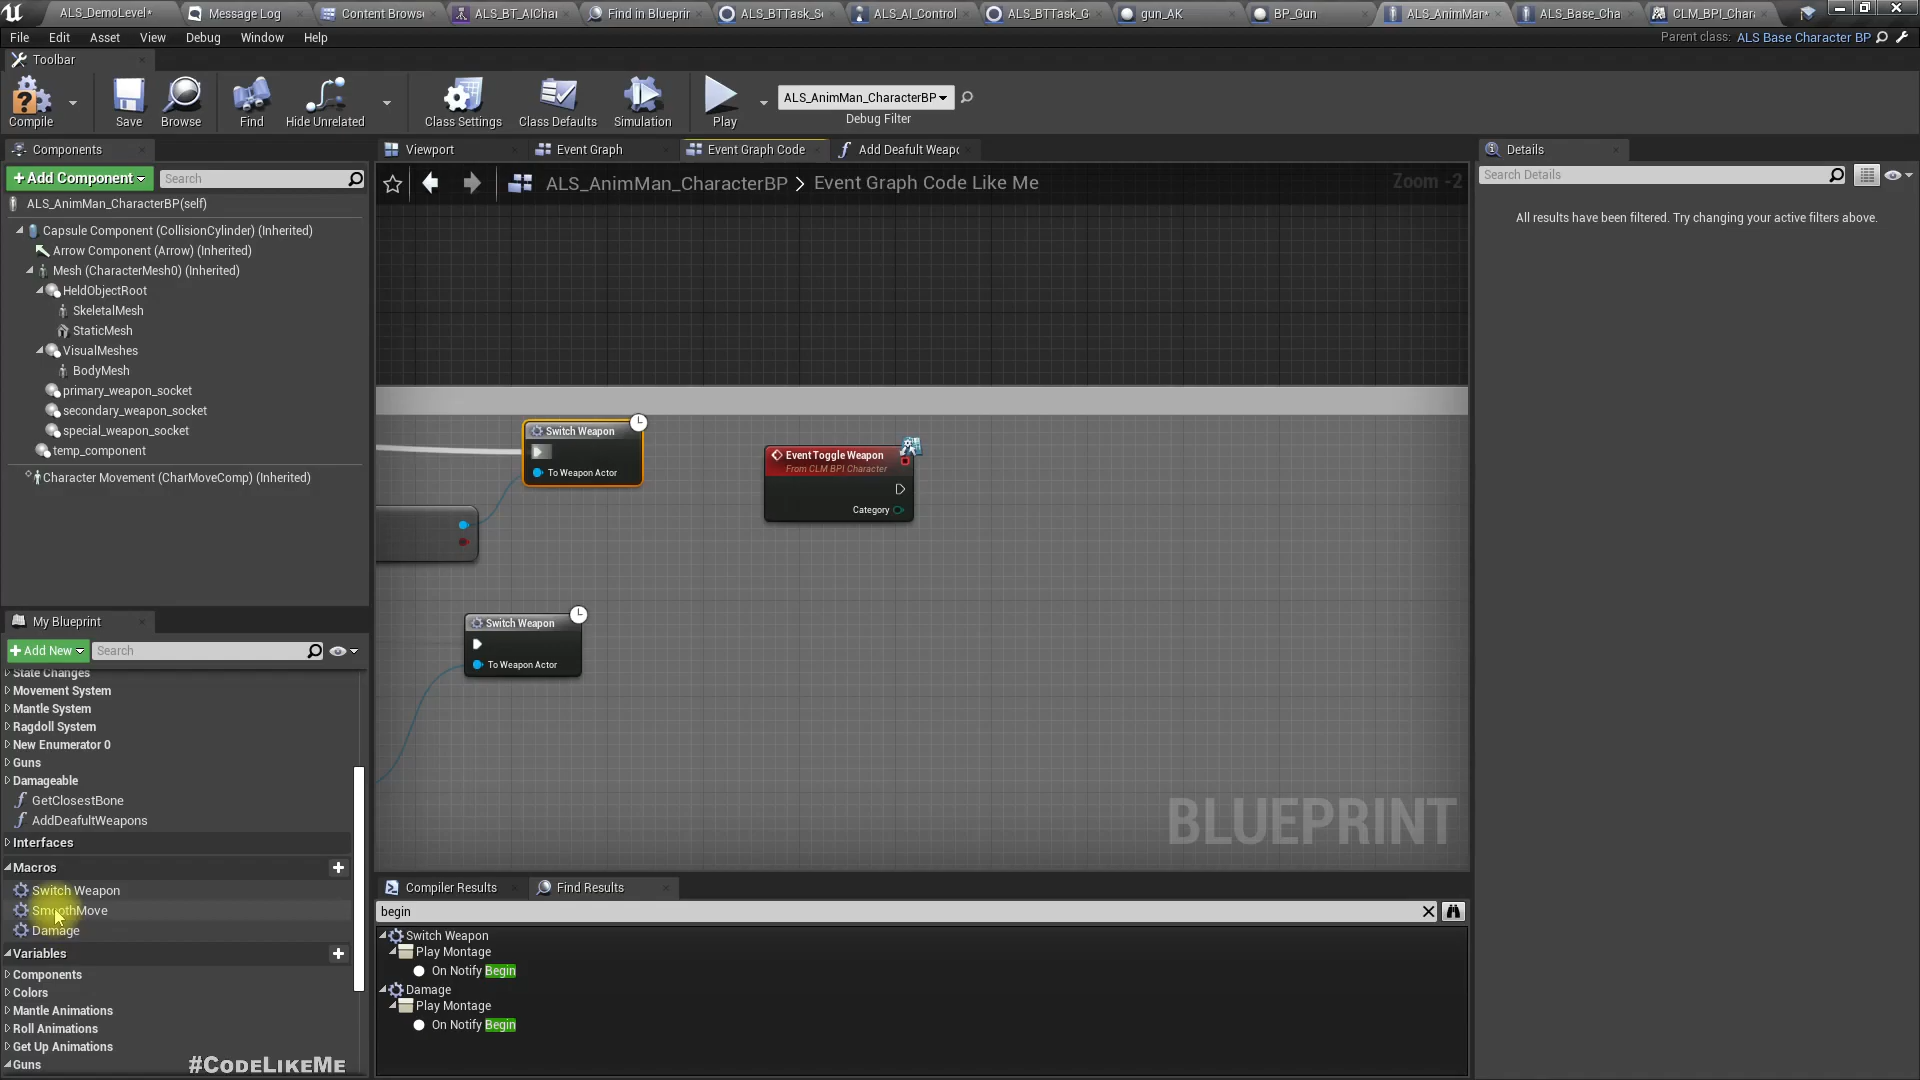 ALS_DemoLevel*
Message Log
Content Brows
ALS_BT_AIChar
Find in Blueprir
ALS_BTTask_Se
ALS_AI_Control
ALS_BTTask_G
gun_AK
BP_Gun
ALS_AnimMan*
ALS_Base_Cha
CLM_BPI_Char
File
Edit
Asset
View
Debug
Window
Help
Parent class: ALS Base Character BP
Toolbar
Compile
Save
Browse
Find
Hide Unrelated
Class Settings
Class Defaults
Simulation
Play
ALS_AnimMan_CharacterBP
Debug Filter
Components
Viewport
Event Graph
Event Graph Code
Add Deafult Weapo
Details
+Add Component
Search
ALS_AnimMan_CharacterBP > Event Graph Code Like Me
Zoom -2
Search Details
ALS_AnimMan_CharacterBP(self)
All results have been filtered. Try changing your active filters above.
Capsule Component (CollisionCylinder) (Inherited)
Arrow Component (Arrow) (Inherited)
Mesh (CharacterMesh0) (Inherited)
HeldObjectRoot
SkeletalMesh
StaticMesh
VisualMeshes
BodyMesh
primary_weapon_socket
secondary_weapon_socket
special_weapon_socket
temp_component
Character Movement (CharMoveComp) (Inherited)
Switch Weapon
To Weapon Actor
Event Toggle Weapon
From CLM BPI Character
Category
Switch Weapon
To Weapon Actor
BLUEPRINT
My Blueprint
+Add New
Search
State Changes
Movement System
Mantle System
Ragdoll System
New Enumerator 0
Guns
Damageable
GetClosestBone
AddDeafultWeapons
Interfaces
Macros
Switch Weapon
SmoothMove
Damage
Variables
Components
Colors
Mantle Animations
Roll Animations
Get Up Animations
Guns
#CodeLikeMe
Compiler Results
Find Results
begin
Switch Weapon
Play Montage
On Notify Begin
Damage
Play Montage
On Notify Begin